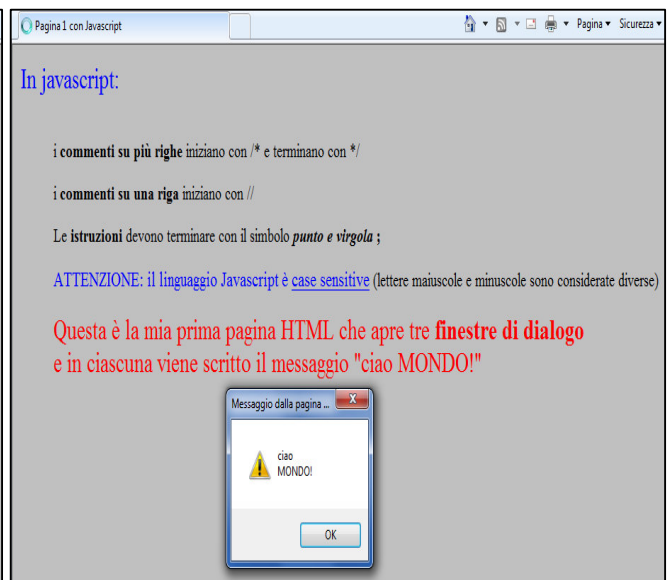 Pagina 1 con Javascript
Pagina
Sicurezza
In javascript:
i commenti su più righe iniziano con /* e terminano con */
i commenti su una riga iniziano con //
Le istruzioni devono terminare con il simbolo punto e virgola ;
ATTENZIONE: il linguaggio Javascript è case sensitive (lettere maiuscole e minuscole sono considerate diverse)
Questa è la mia prima pagina HTML che apre tre finestre di dialogo
e in ciascuna viene scritto il messaggio "ciao MONDO!"
Messaggio dalla pagina ...
ciao
MONDO!
OK